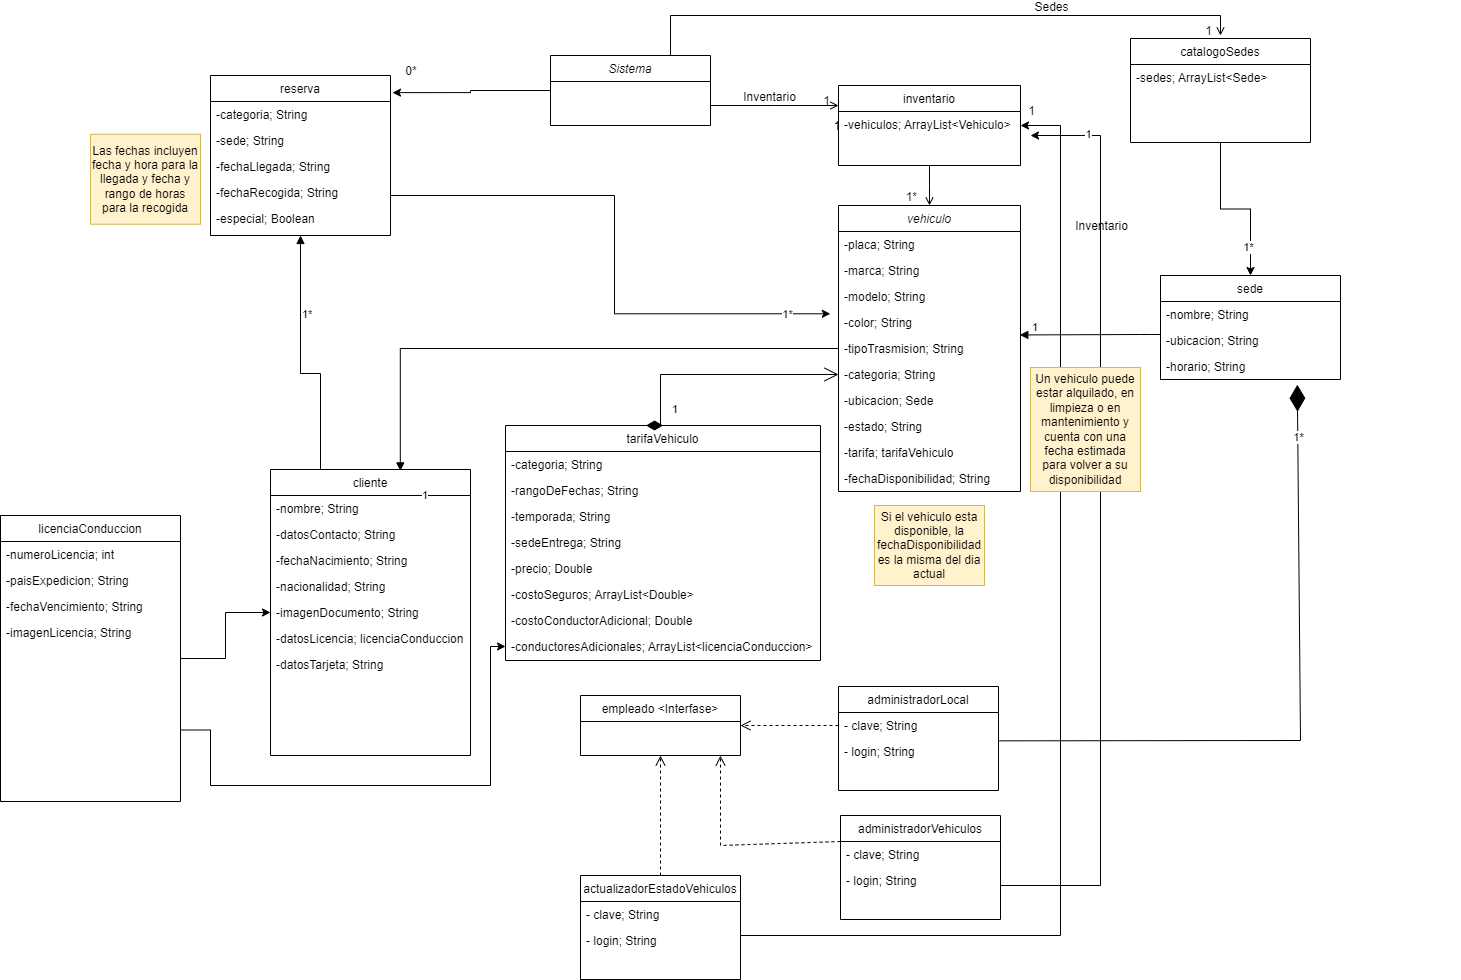 Sedes
1
catalogoSedes
-sedes; ArrayList<Sede>
Sistema
0*
reserva
-categoria; String
-sede; String
-fechaLlegada; String
-fechaRecogida; String
-especial; Boolean
Las fechas incluyen
fecha y hora para la
llegada y fecha y
rango de horas
para la recogida
Inventario
1
inventario
1
-vehiculos; ArrayList<Vehiculo>
1
1
1*
vehiculo
-placa; String
-marca; String
-modelo; String
-color; String
-tipoTrasmision; String
-categoria; String
-ubicacion; Sede
-estado; String
-tarifa; tarifaVehiculo
-fechaDisponibilidad; String
Inventario
1*
sede
-nombre; String
-ubicacion; String
-horario; String
1
1*
1*
Un vehiculo puede
estar alquilado, en
limpieza o en
mantenimiento y
cuenta con una
fecha estimada
para volver a su
disponibilidad
1*
Si el vehiculo esta
disponible, la
fechaDisponibilidad
es la misma del dia
actual
1
tarifaVehiculo
-categoria; String
-rangoDeFechas; String
-temporada; String
-sedeEntrega; String
-precio; Double
-costoSeguros; ArrayList<Double>
-costoConductorAdicional; Double
-conductoresAdicionales; ArrayList<licenciaConduccion>
cliente
1
-nombre; String
-datosContacto; String
-fechaNacimiento; String
-nacionalidad; String
-imagenDocumento; String
-datosLicencia; licenciaConduccion
-datosTarjeta; String
licenciaConduccion
-numeroLicencia; int
-paisExpedicion; String
-fechaVencimiento; String
-imagenLicencia; String
empleado <Interfase>
administradorLocal
- clave; String
- login; String
administradorVehiculos
- clave; String
- login; String
actualizadorEstadoVehiculos
- clave; String
- login; String